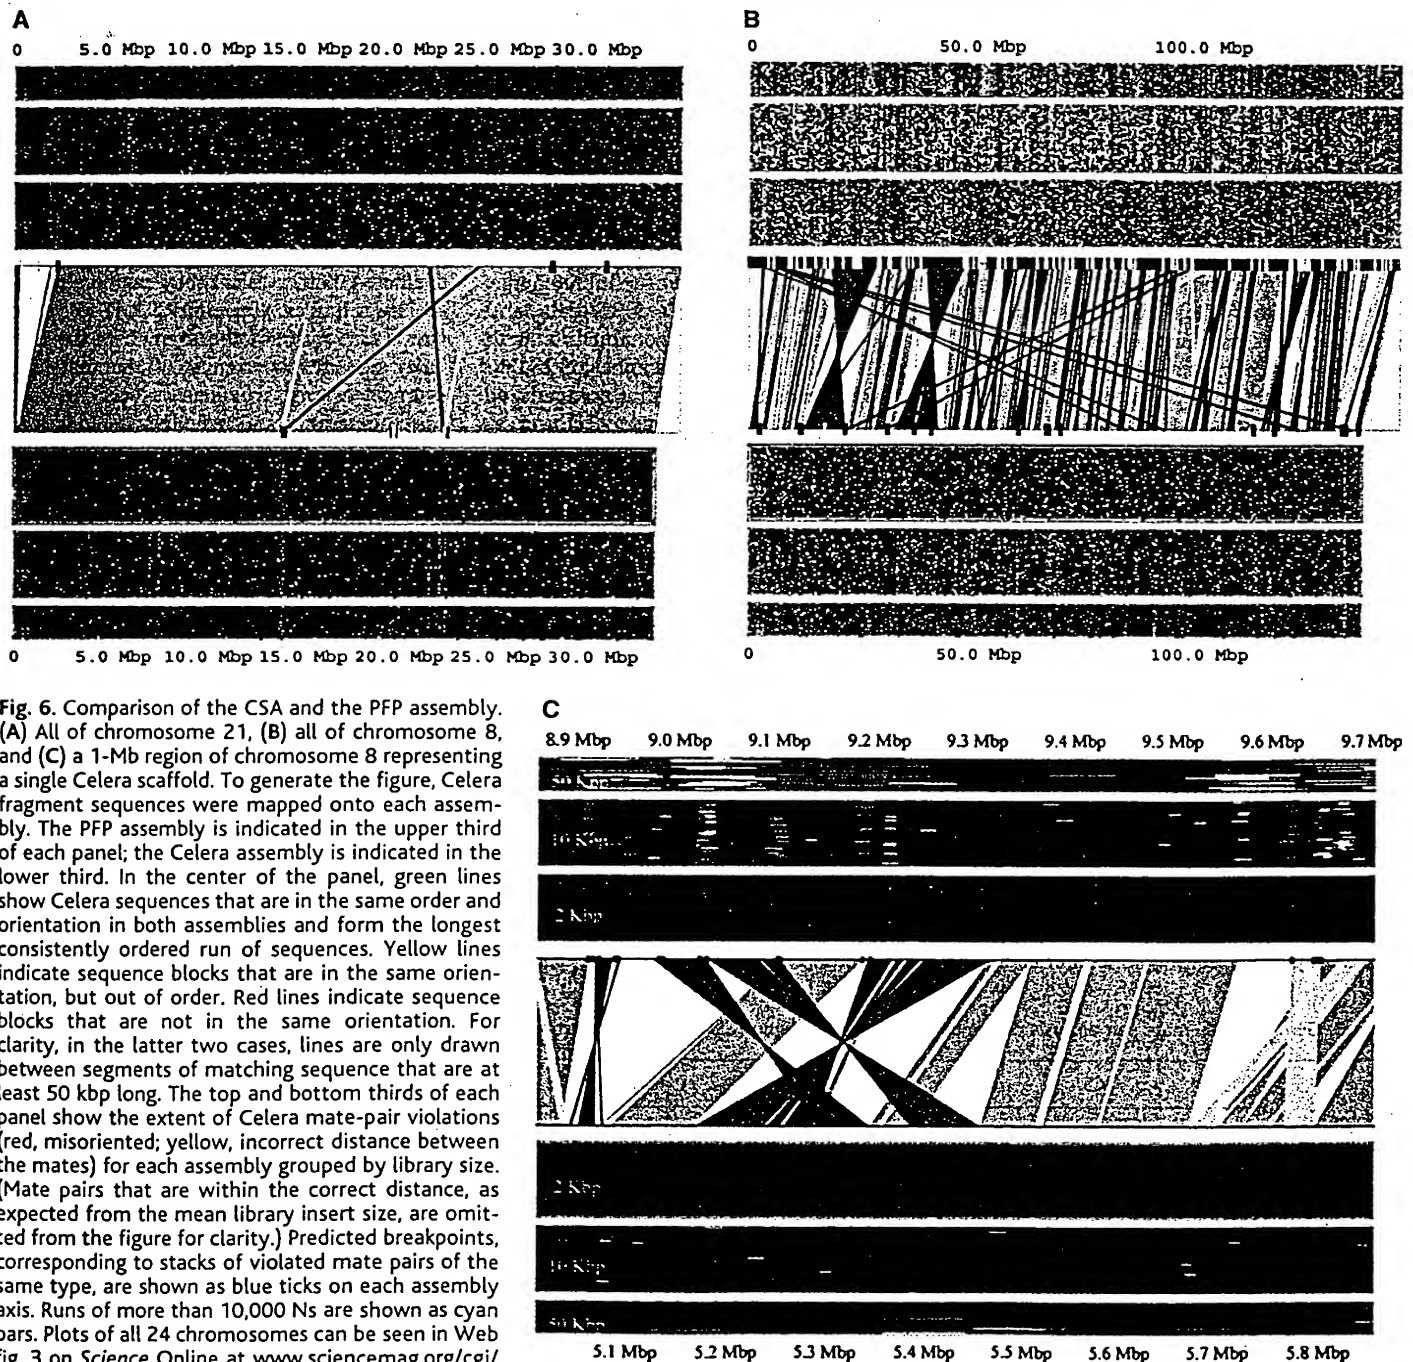 A
0 5.0 Mbp 10.0 Mbp 15.0 Mbp 20.0 Mbp 25.0 Mbp 30.0 Mbp
0 5.0 Mbp 10.0 Mbp 15.0 Mbp 20.0 Mbp 25.0 Mbp 30.0 Mbp
B
0 50.0 Mbp 100.0 Mbp
0 50.0 Mbp 100.0 Mbp
Fig. 6. Comparison of the CSA and the PFP assembly.
(A) All of chromosome 21, (B) all of chromosome 8,
and (C) a 1-Mb region of chromosome 8 representing
a single Celera scaffold. To generate the figure, Celera
fragment sequences were mapped onto each assem-
bly. The PFP assembly is indicated in the upper third
of each panel; the Celera assembly is indicated in the
lower third. In the center of the panel, green lines
show Celera sequences that are in the same order and
orientation in both assemblies and form the longest
consistently ordered run of sequences. Yellow lines
indicate sequence blocks that are in the same orien-
tation, but out of order. Red lines indicate sequence
blocks that are not in the same orientation. For
clarity, in the latter two cases, lines are only drawn
between segments of matching sequence that are at
least 50 kbp long. The top and bottom thirds of each
panel show the extent of Celera mate-pair violations
(red, misoriented; yellow, incorrect distance between
the mates) for each assembly grouped by library size.
(Mate pairs that are within the correct distance, as
expected from the mean library insert size, are omit-
ted from the figure for clarity.) Predicted breakpoints,
corresponding to stacks of violated mate pairs of the
same type, are shown as blue ticks on each assembly
axis. Runs of more than 10,000 Ns are shown as cyan
bars. Plots of all 24 chromosomes can be seen in Web
fig. 3 on Science Online at www.sciencemag.org/cgi/
C
8.9 Mbp 9.0 Mbp 9.1 Mbp 9.2 Mbp 9.3 Mbp 9.4 Mbp 9.5 Mbp 9.6 Mbp 9.7 Mbp
50 Kbp
10 Kbp
2 Kbp
2 Kbp
10 Kbp
50 Kbp
5.1 Mbp 5.2 Mbp 5.3 Mbp 5.4 Mbp 5.5 Mbp 5.6 Mbp 5.7 Mbp 5.8 Mbp